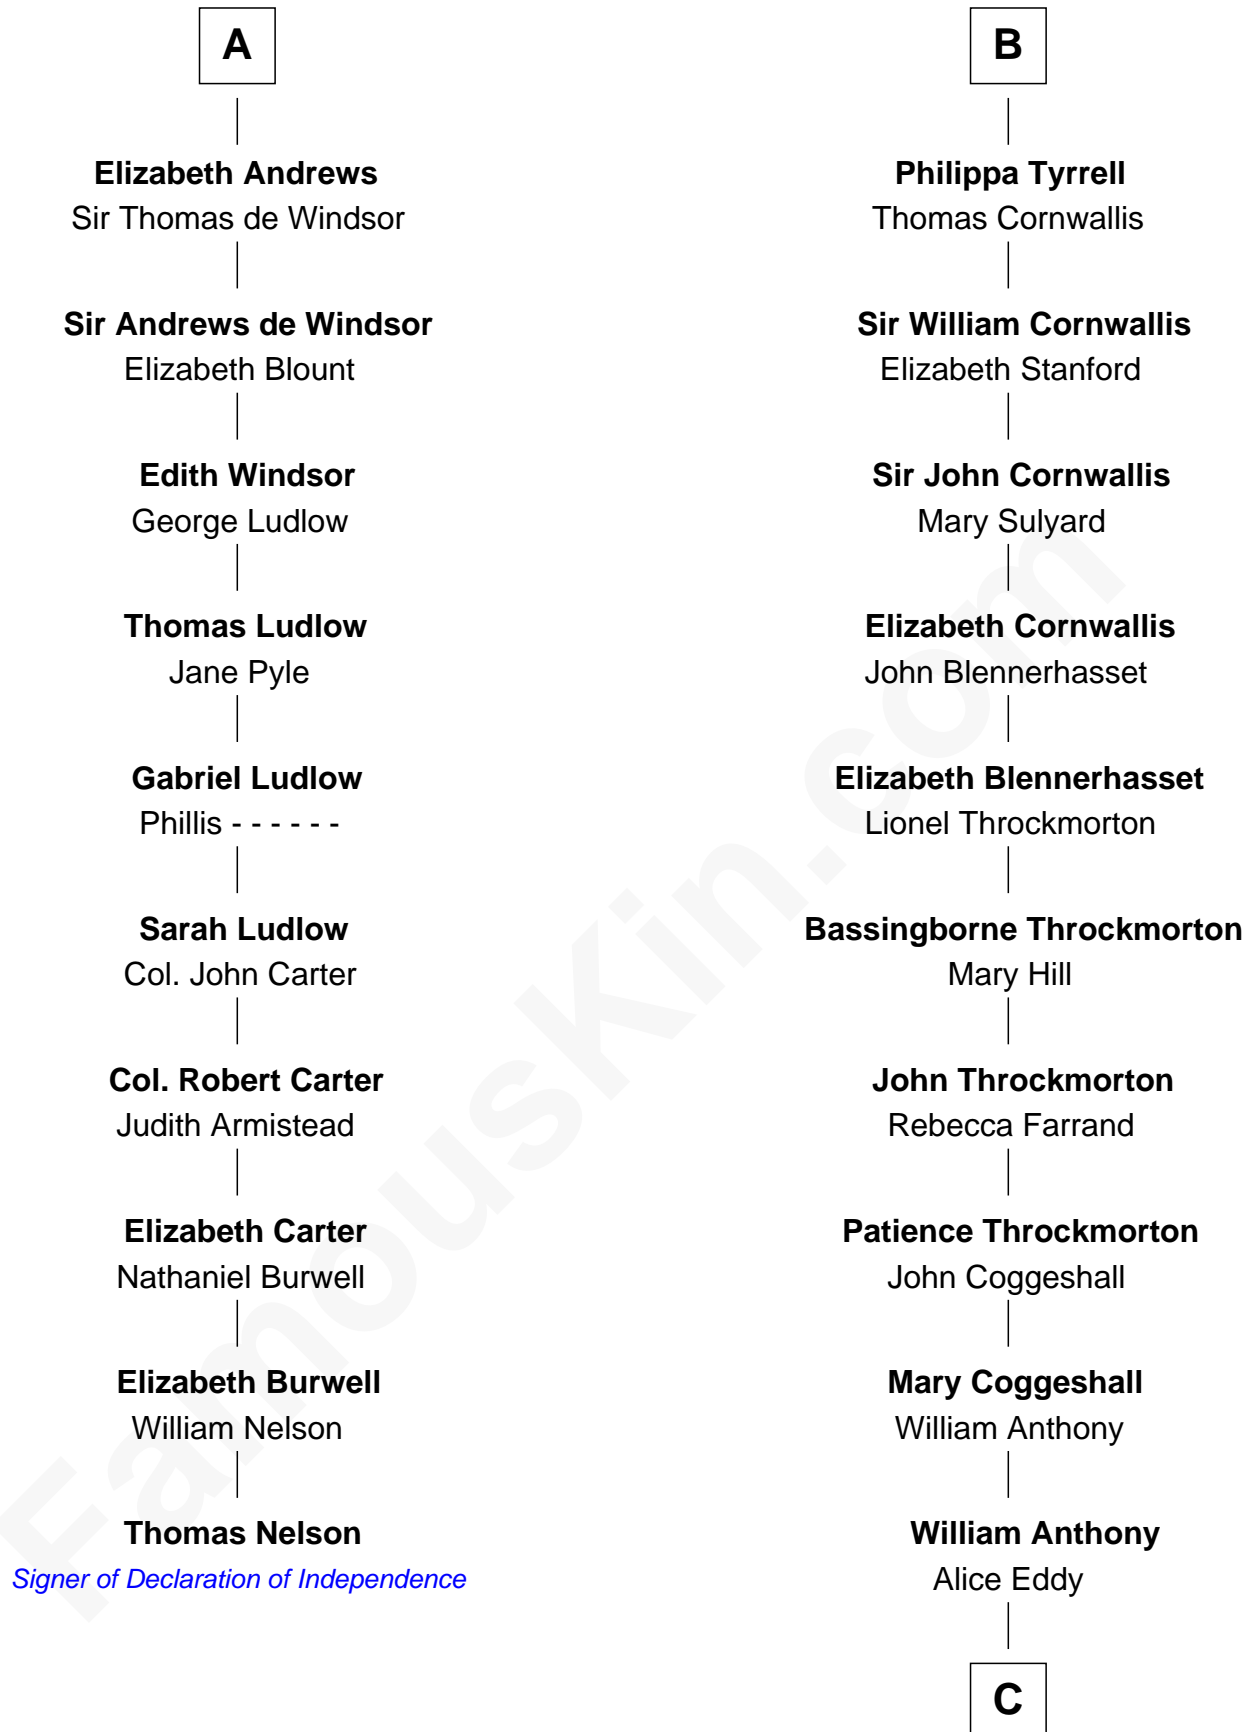 A
Elizabeth Andrews
Sir Thomas de Windsor
Sir Andrews de Windsor
Elizabeth Blount
Edith Windsor
George Ludlow
Thomas Ludlow
Jane Pyle
Gabriel Ludlow
Phillis - - - - - -
Sarah Ludlow
Col. John Carter
Col. Robert Carter
Judith Armistead
Elizabeth Carter
Nathaniel Burwell
Elizabeth Burwell
William Nelson
Thomas Nelson
Signer of Declaration of Independence
B
Philippa Tyrrell
Thomas Cornwallis
Sir William Cornwallis
Elizabeth Stanford
Sir John Cornwallis
Mary Sulyard
Elizabeth Cornwallis
John Blennerhasset
Elizabeth Blennerhasset
Lionel Throckmorton
Bassingborne Throckmorton
Mary Hill
John Throckmorton
Rebecca Farrand
Patience Throckmorton
John Coggeshall
Mary Coggeshall
William Anthony
William Anthony
Alice Eddy
C
FamousKin.com